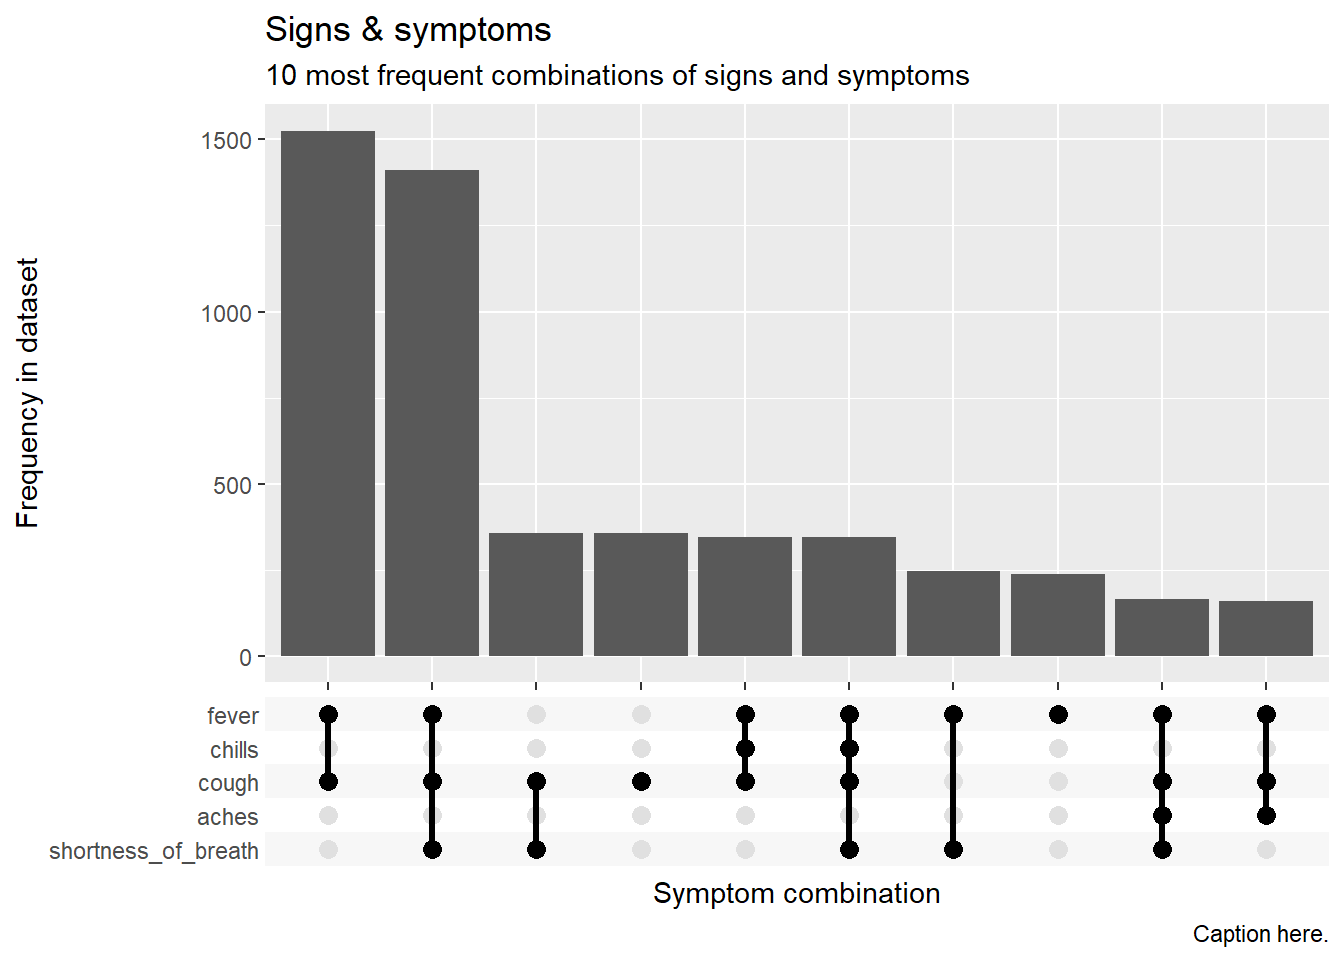 Signs & symptoms
10 most frequent combinations of signs and symptoms
Frequency in dataset
1500
1000
500
0
fever
chills
cough
aches
shortness_of_breath
Symptom combination
Caption here.